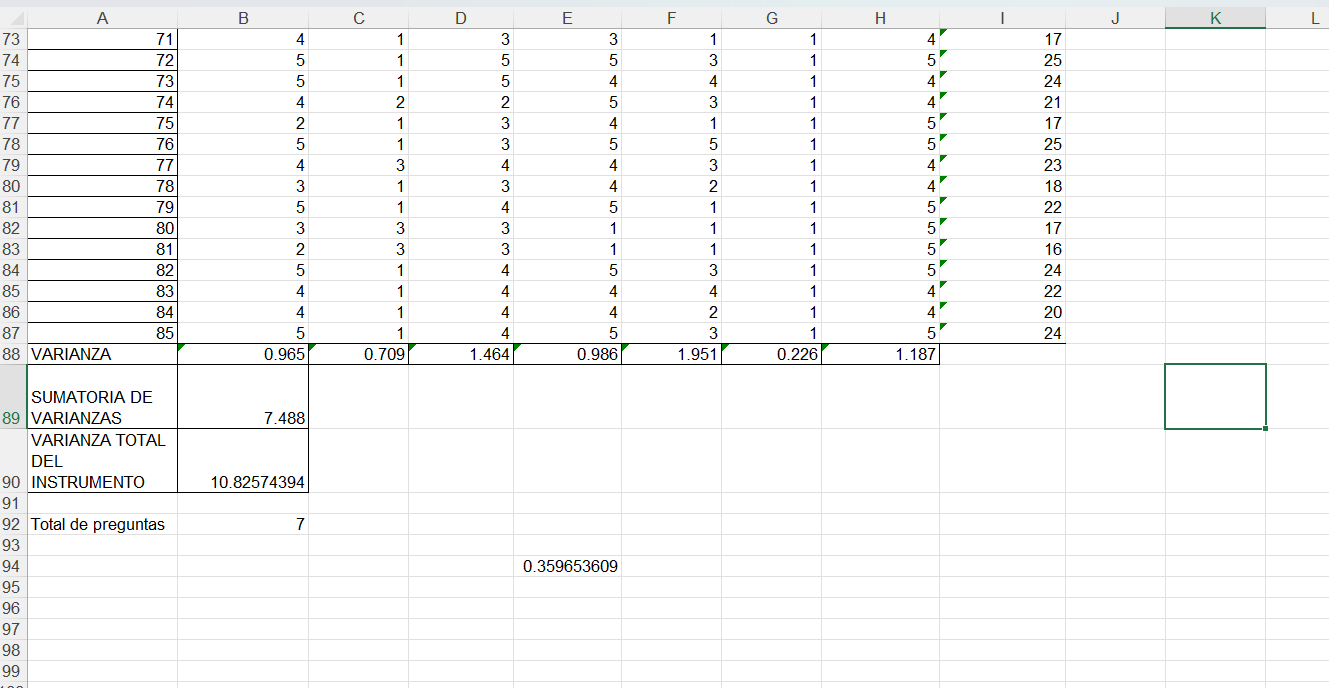 A B C D E F G H I J K L
73 71 4 1 3 3 1 1 4 17
74 72 5 1 5 5 3 1 5 25
75 73 5 1 5 4 4 1 4 24
76 74 4 2 2 5 3 1 4 21
77 75 2 1 3 4 1 1 5 17
78 76 5 1 3 5 5 1 5 25
79 77 4 3 4 4 3 1 4 23
80 78 3 1 3 4 2 1 4 18
81 79 5 1 4 5 1 1 5 22
82 80 3 3 3 1 1 1 5 17
83 81 2 3 3 1 1 1 5 16
84 82 5 1 4 5 3 1 5 24
85 83 4 1 4 4 4 1 4 22
86 84 4 1 4 4 2 1 4 20
87 85 5 1 4 5 3 1 5 24
88 VARIANZA 0.965 0.709 1.464 0.986 1.951 0.226 1.187
SUMATORIA DE
89 VARIANZAS 7.488
VARIANZA TOTAL
DEL
90 INSTRUMENTO 10.82574394
91
92 Total de preguntas 7
93
94 0.359653609
95
96
97
98
99